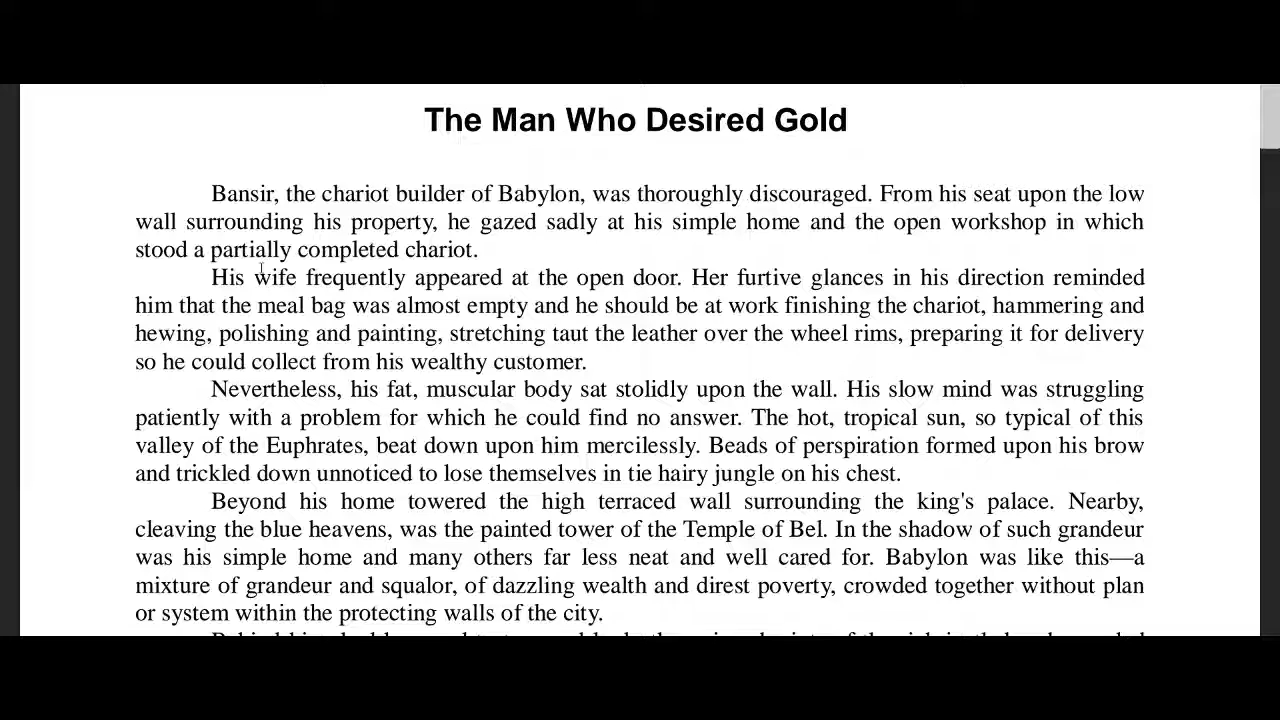 The Man Who Desired Gold
Bansir, the chariot builder of Babylon, was thoroughly discouraged. From his seat upon the low
wall surrounding his property, he gazed sadly at his simple home and the open workshop in which
stood a partially completed chariot.
His wife frequently appeared at the open door. Her furtive glances in his direction reminded
him that the meal bag was almost empty and he should be at work finishing the chariot, hammering and
hewing, polishing and painting, stretching taut the leather over the wheel rims, preparing it for delivery
so he could collect from his wealthy customer.
Nevertheless, his fat, muscular body sat stolidly upon the wall. His slow mind was struggling
patiently with a problem for which he could find no answer. The hot, tropical sun, so typical of this
valley of the Euphrates, beat down upon him mercilessly. Beads of perspiration formed upon his brow
and trickled down unnoticed to lose themselves in tie hairy jungle on his chest.
Beyond his home towered the high terraced wall surrounding the king's palace. Nearby,
cleaving the blue heavens, was the painted tower of the Temple of Bel. In the shadow of such grandeur
was his simple home and many others far less neat and well cared for. Babylon was like this—a
mixture of grandeur and squalor, of dazzling wealth and direst poverty, crowded together without plan
or system within the protecting walls of the city.